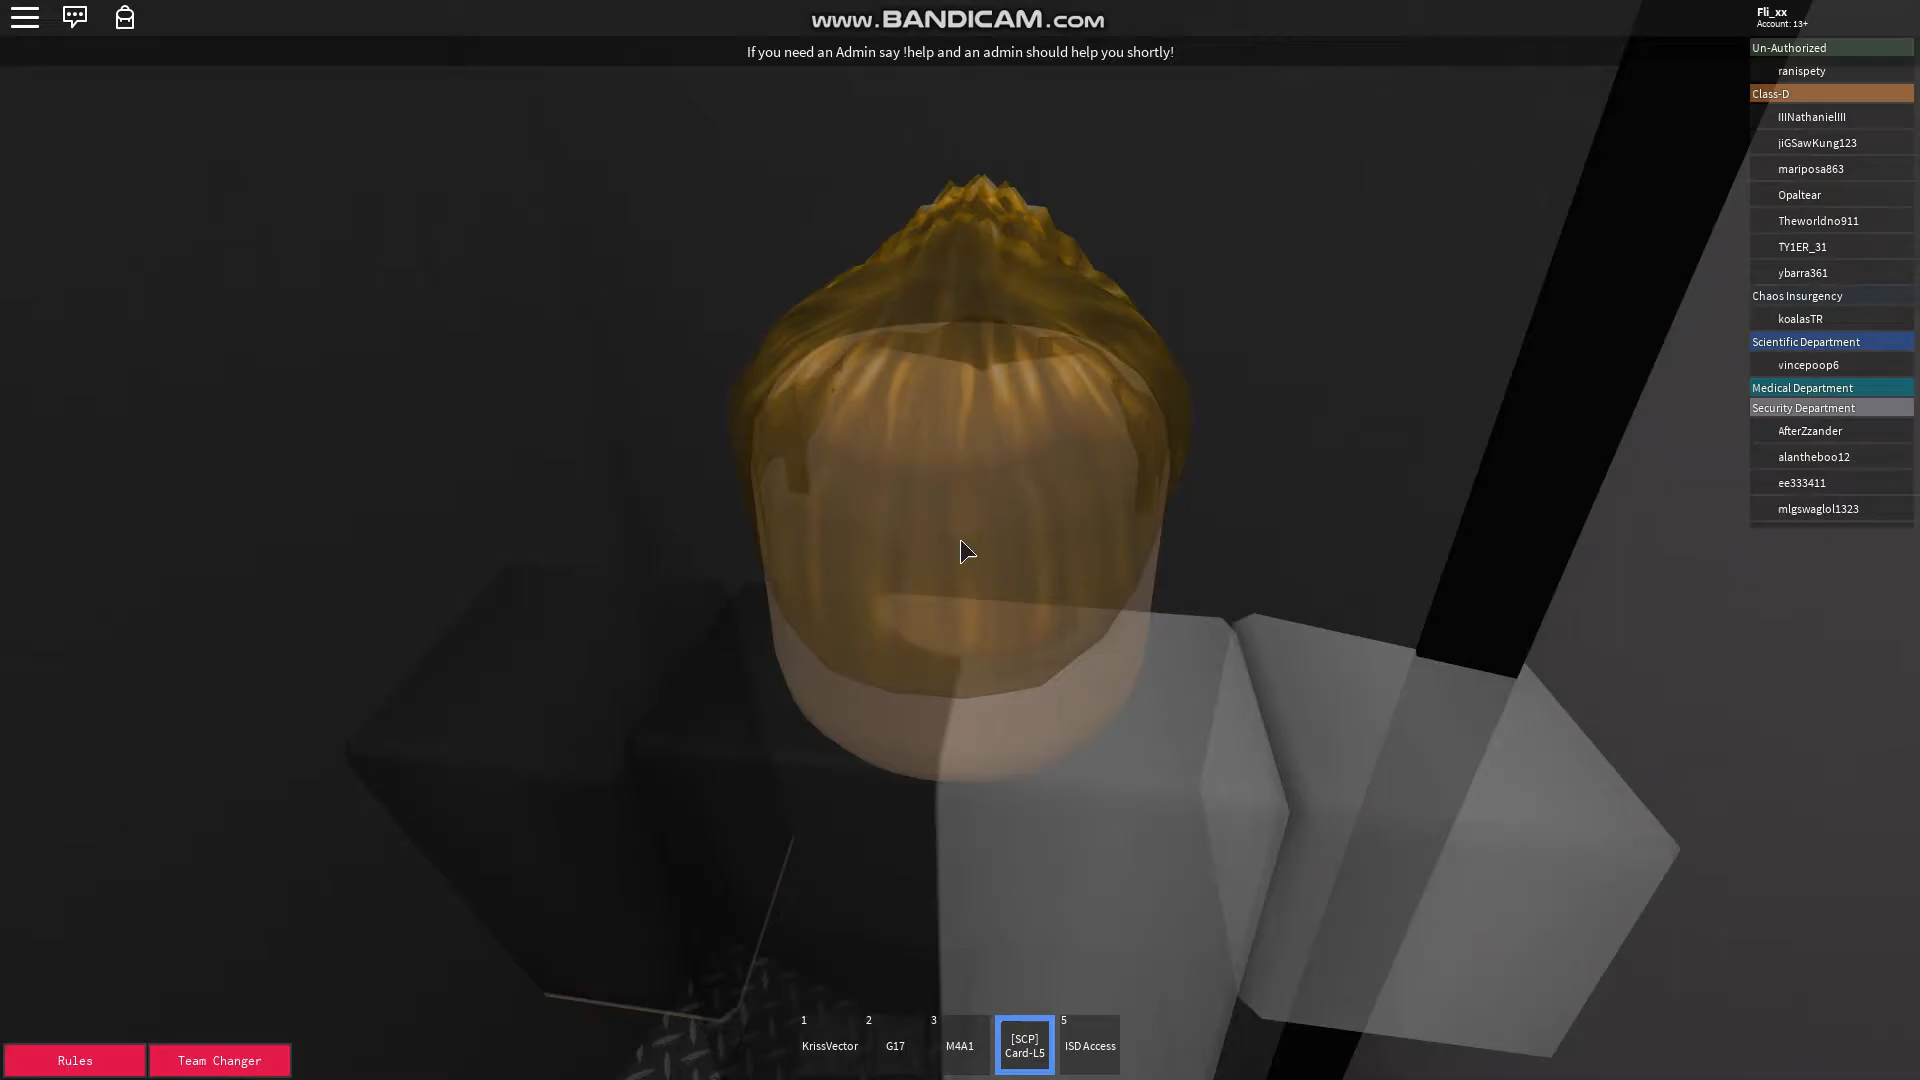 www.BANDICAM.com
If you need an Admin say !help and an admin should help you shortly!
Fli_xx
Account: 13+
Un-Authorized
ranispety
Class-D
IIINathanielIII
jiGSawKung123
mariposa863
Opaltear
Theworldno911
TY1ER_31
ybarra361
Chaos Insurgency
koalasTR
Scientific Department
vincepoop6
Medical Department
Security Department
AfterZzander
alantheboo12
ee333411
mlgswaglol1323
1
KrissVector
2
G17
3
M4A1
[SCP]
Card-L5
5
ISD Access
Rules
Team Changer